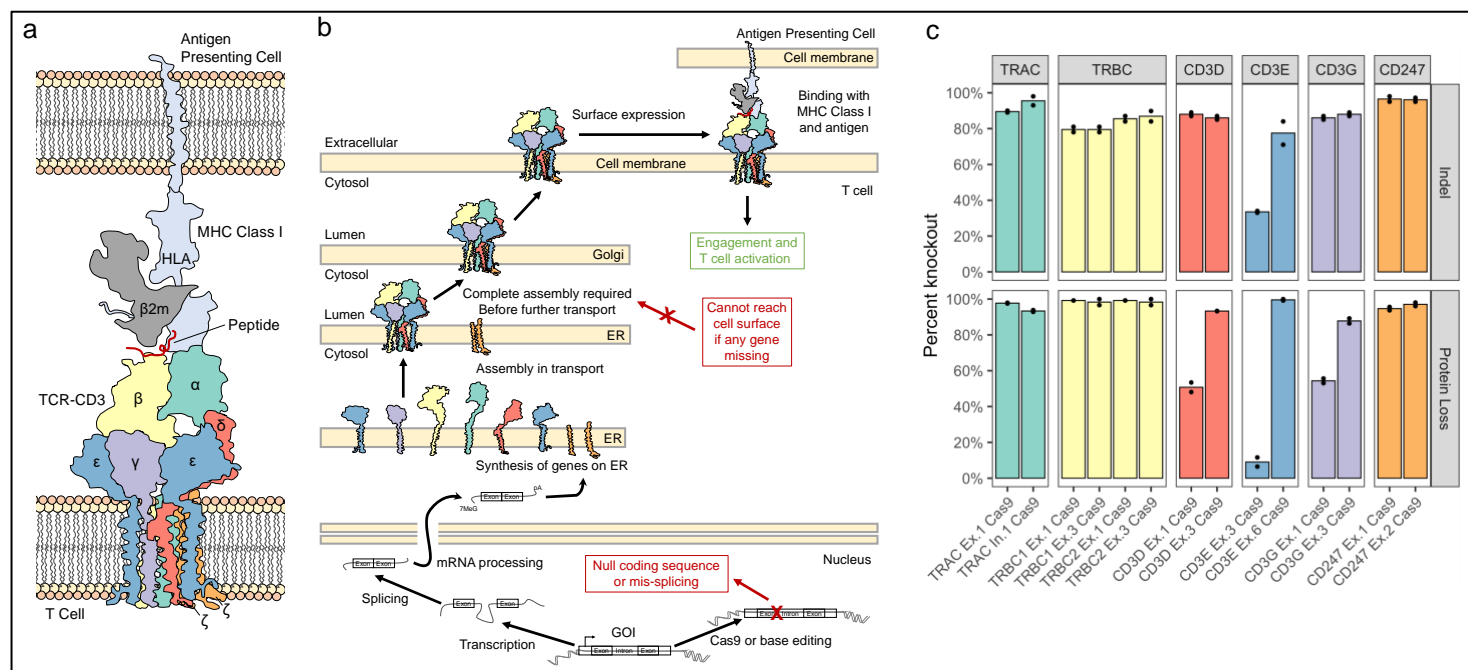 a
Antigen
Presenting Cell
MHC Class I
HLA
β2m
Peptide
TCR-CD3
β
α
δ
ε
γ
ε
T Cell
ζ
ζ
b
Antigen Presenting Cell
Cell membrane
Binding with
MHC Class I
and antigen
Surface expression
Extracellular
Cell membrane
Cytosol
T cell
Engagement and
T cell activation
Lumen
Golgi
Cytosol
Complete assembly required
Before further transport
Cannot reach
cell surface
if any gene
missing
Lumen
ER
Cytosol
Assembly in transport
ER
Synthesis of genes on ER
Exon Exon
pA
7MeG
Nucleus
mRNA processing
Exon Exon
Null coding sequence
or mis-splicing
Splicing
Exon Exon
Exon Intron Exon
X
Transcription
GOI
Cas9 or base editing
Exon Intron Exon
c
TRAC TRBC CD3D CD3E CD3G CD247
Percent knockout
100%
80%
60%
40%
20%
0%
Indel
100%
80%
60%
40%
20%
0%
Protein Loss
TRAC Ex.1 Cas9
TRAC In.1 Cas9
TRBC1 Ex.1 Cas9
TRBC1 Ex.3 Cas9
TRBC2 Ex.1 Cas9
TRBC2 Ex.3 Cas9
CD3D Ex.1 Cas9
CD3D Ex.3 Cas9
CD3E Ex.3 Cas9
CD3E Ex.6 Cas9
CD3G Ex.1 Cas9
CD3G Ex.3 Cas9
CD247 Ex.1 Cas9
CD247 Ex.2 Cas9